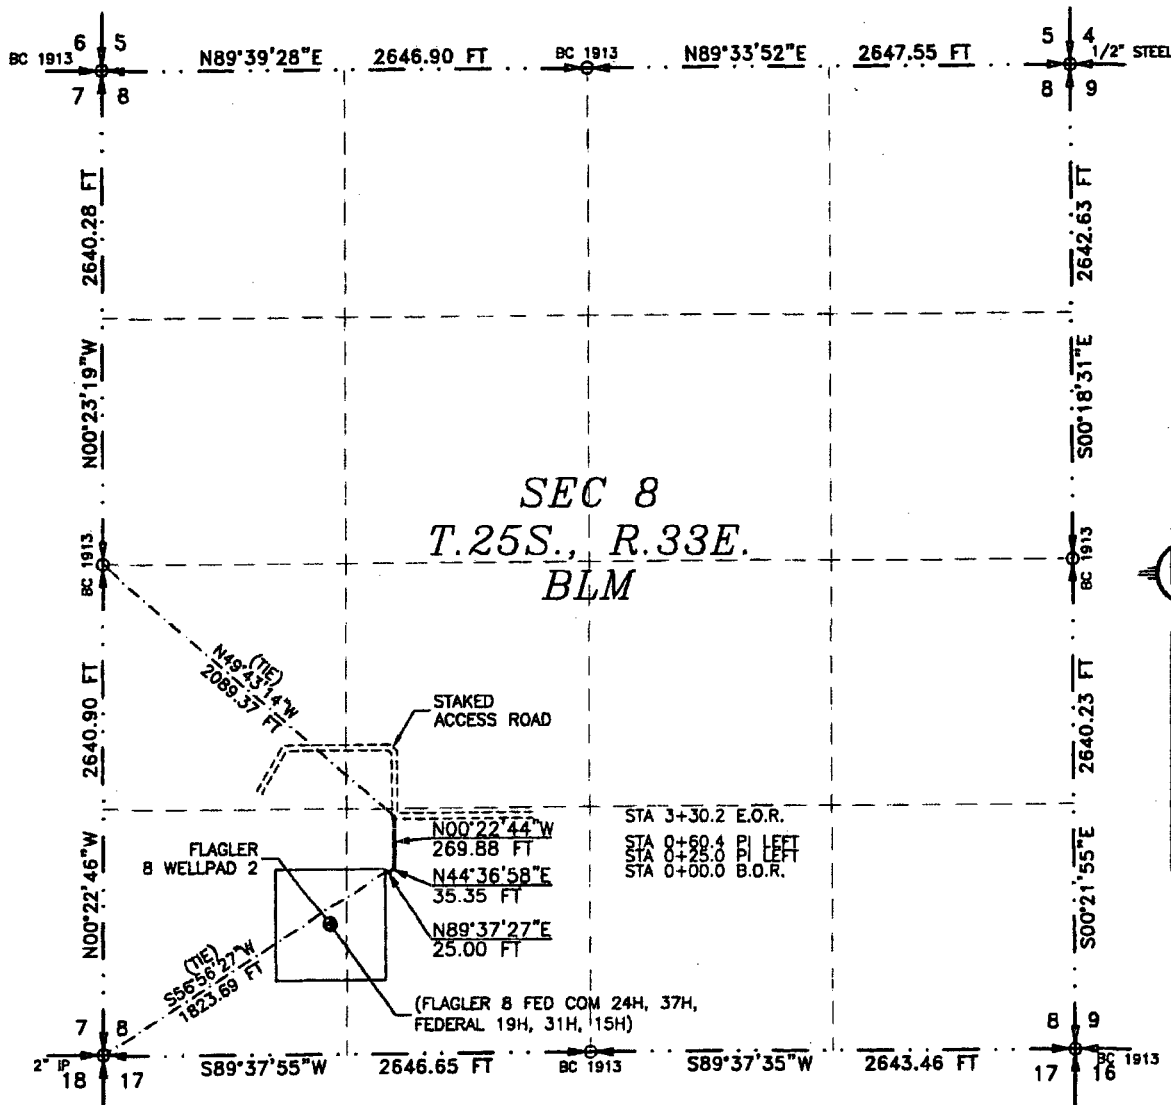 6 5
BC 1913
N89°39'28"E 2646.90 FT
BC 1913
N89°33'52"E 2647.55 FT
5 4
1/2" STEEL
7 8
8 9
2640.28 FT
N00°23'19"W
2642.63 FT
S00°18'31"E
SEC 8
T.25S., R.33E.
BLM
BC 1913
BC 1913
(TIE)
N49°43'14"W
2089.37 FT
2640.90 FT
N00°22'46"W
2640.23 FT
S00°21'55"E
STAKED
ACCESS ROAD
STA 3+30.2 E.O.R.
STA 0+60.4 PI LEFT
STA 0+25.0 PI LEFT
STA 0+00.0 B.O.R.
N00°22'44"W
269.88 FT
FLAGLER
8 WELLPAD 2
N44°36'58"E
35.35 FT
N89°37'27"E
25.00 FT
(TIE)
S56°56'27"W
1823.69 FT
(FLAGLER 8 FED COM 24H, 37H,
FEDERAL 19H, 31H, 15H)
7 8
8 9
2" IP
18 17
S89°37'55"W 2646.65 FT
BC 1913
S89°37'35"W 2643.46 FT
BC 1913
17 16